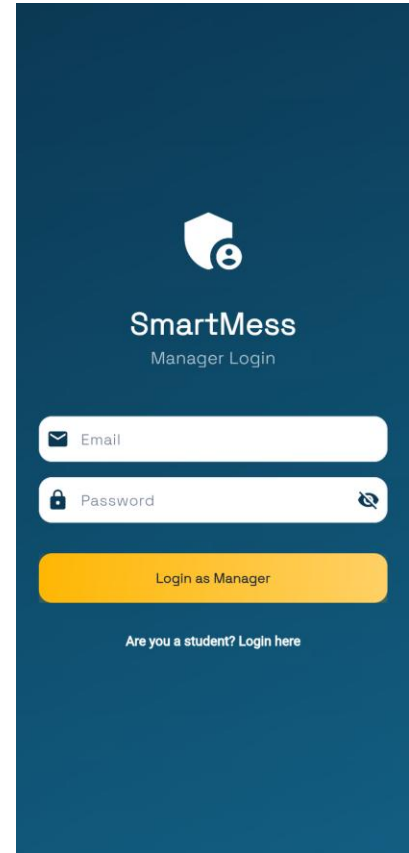 SmartMess
Manager Login
Email
Password
Login as Manager
Are you a student? Login here